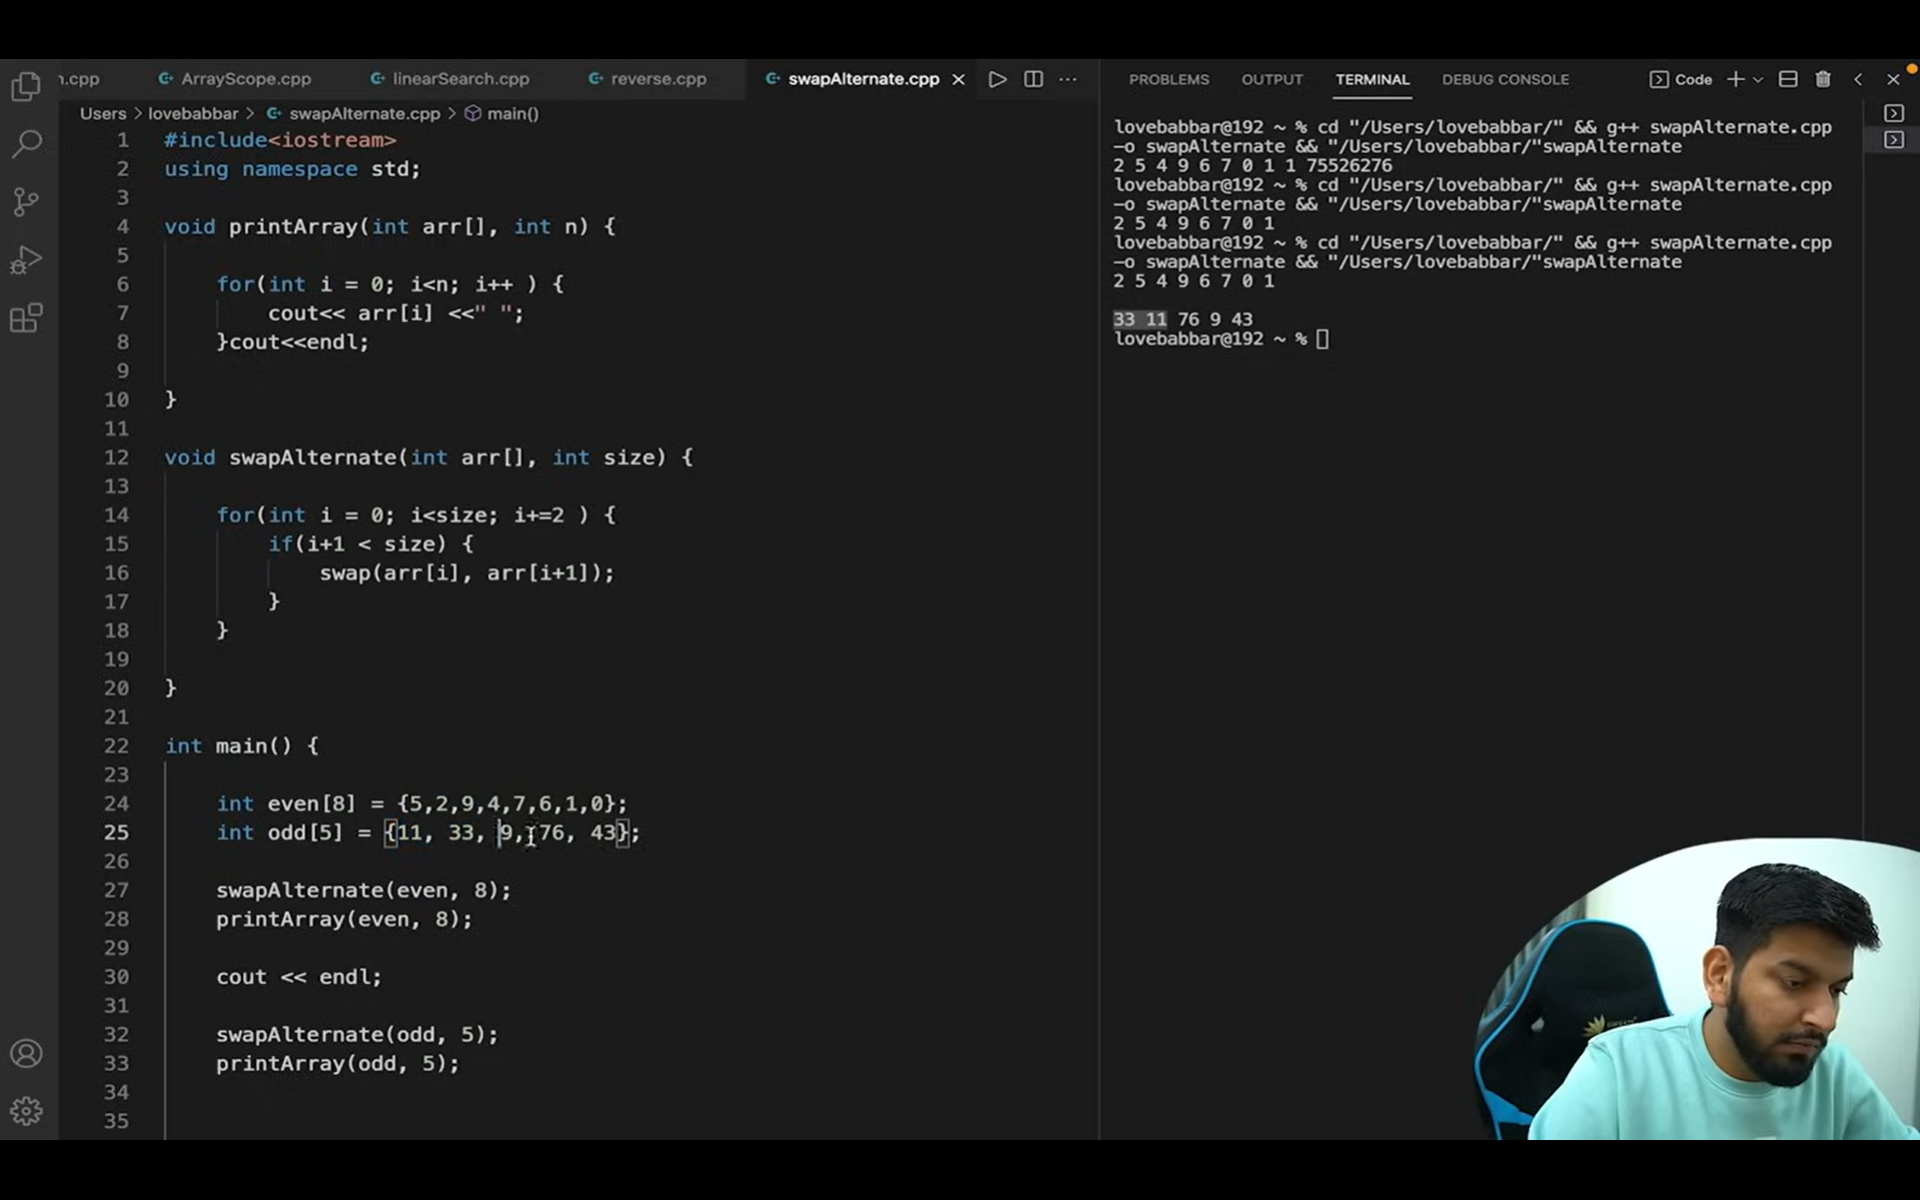 n.cpp
ArrayScope.cpp
linearSearch.cpp
reverse.cpp
swapAlternate.cpp
Users > lovebabbar > swapAlternate.cpp > main()
1 #include<iostream>
2 using namespace std;
3
4 void printArray(int arr[], int n) {
5
6 for(int i = 0; i<n; i++ ) {
7 cout<< arr[i] <<" ";
8 }cout<<endl;
9
10 }
11
12 void swapAlternate(int arr[], int size) {
13
14 for(int i = 0; i<size; i+=2 ) {
15 if(i+1 < size) {
16 swap(arr[i], arr[i+1]);
17 }
18 }
19
20 }
21
22 int main() {
23
24 int even[8] = {5,2,9,4,7,6,1,0};
25 int odd[5] = {11, 33, 9, 76, 43};
26
27 swapAlternate(even, 8);
28 printArray(even, 8);
29
30 cout << endl;
31
32 swapAlternate(odd, 5);
33 printArray(odd, 5);
34
35
PROBLEMS OUTPUT TERMINAL DEBUG CONSOLE Code
lovebabbar@192 ~ % cd "/Users/lovebabbar/" && g++ swapAlternate.cpp
-o swapAlternate && "/Users/lovebabbar/"swapAlternate
2 5 4 9 6 7 0 1 1 75526276
lovebabbar@192 ~ % cd "/Users/lovebabbar/" && g++ swapAlternate.cpp
-o swapAlternate && "/Users/lovebabbar/"swapAlternate
2 5 4 9 6 7 0 1
lovebabbar@192 ~ % cd "/Users/lovebabbar/" && g++ swapAlternate.cpp
-o swapAlternate && "/Users/lovebabbar/"swapAlternate
2 5 4 9 6 7 0 1
33 11 76 9 43
lovebabbar@192 ~ %